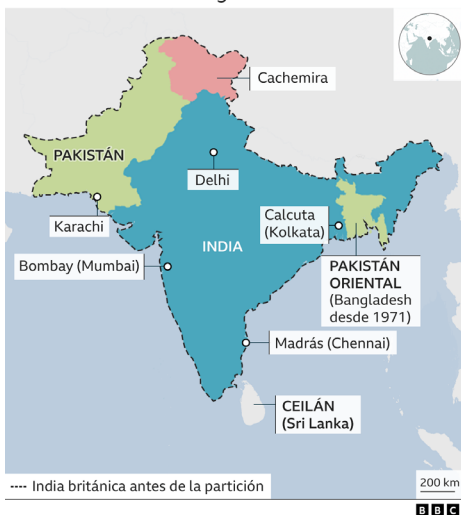 Cachemira
PAKISTÁN
Delhi
Karachi
Calcuta
(Kolkata)
INDIA
Bombay (Mumbai)
PAKISTÁN
ORIENTAL
(Bangladesh
desde 1971)
Madrás (Chennai)
CEILÁN
(Sri Lanka)
India británica antes de la partición
200 km
BBC